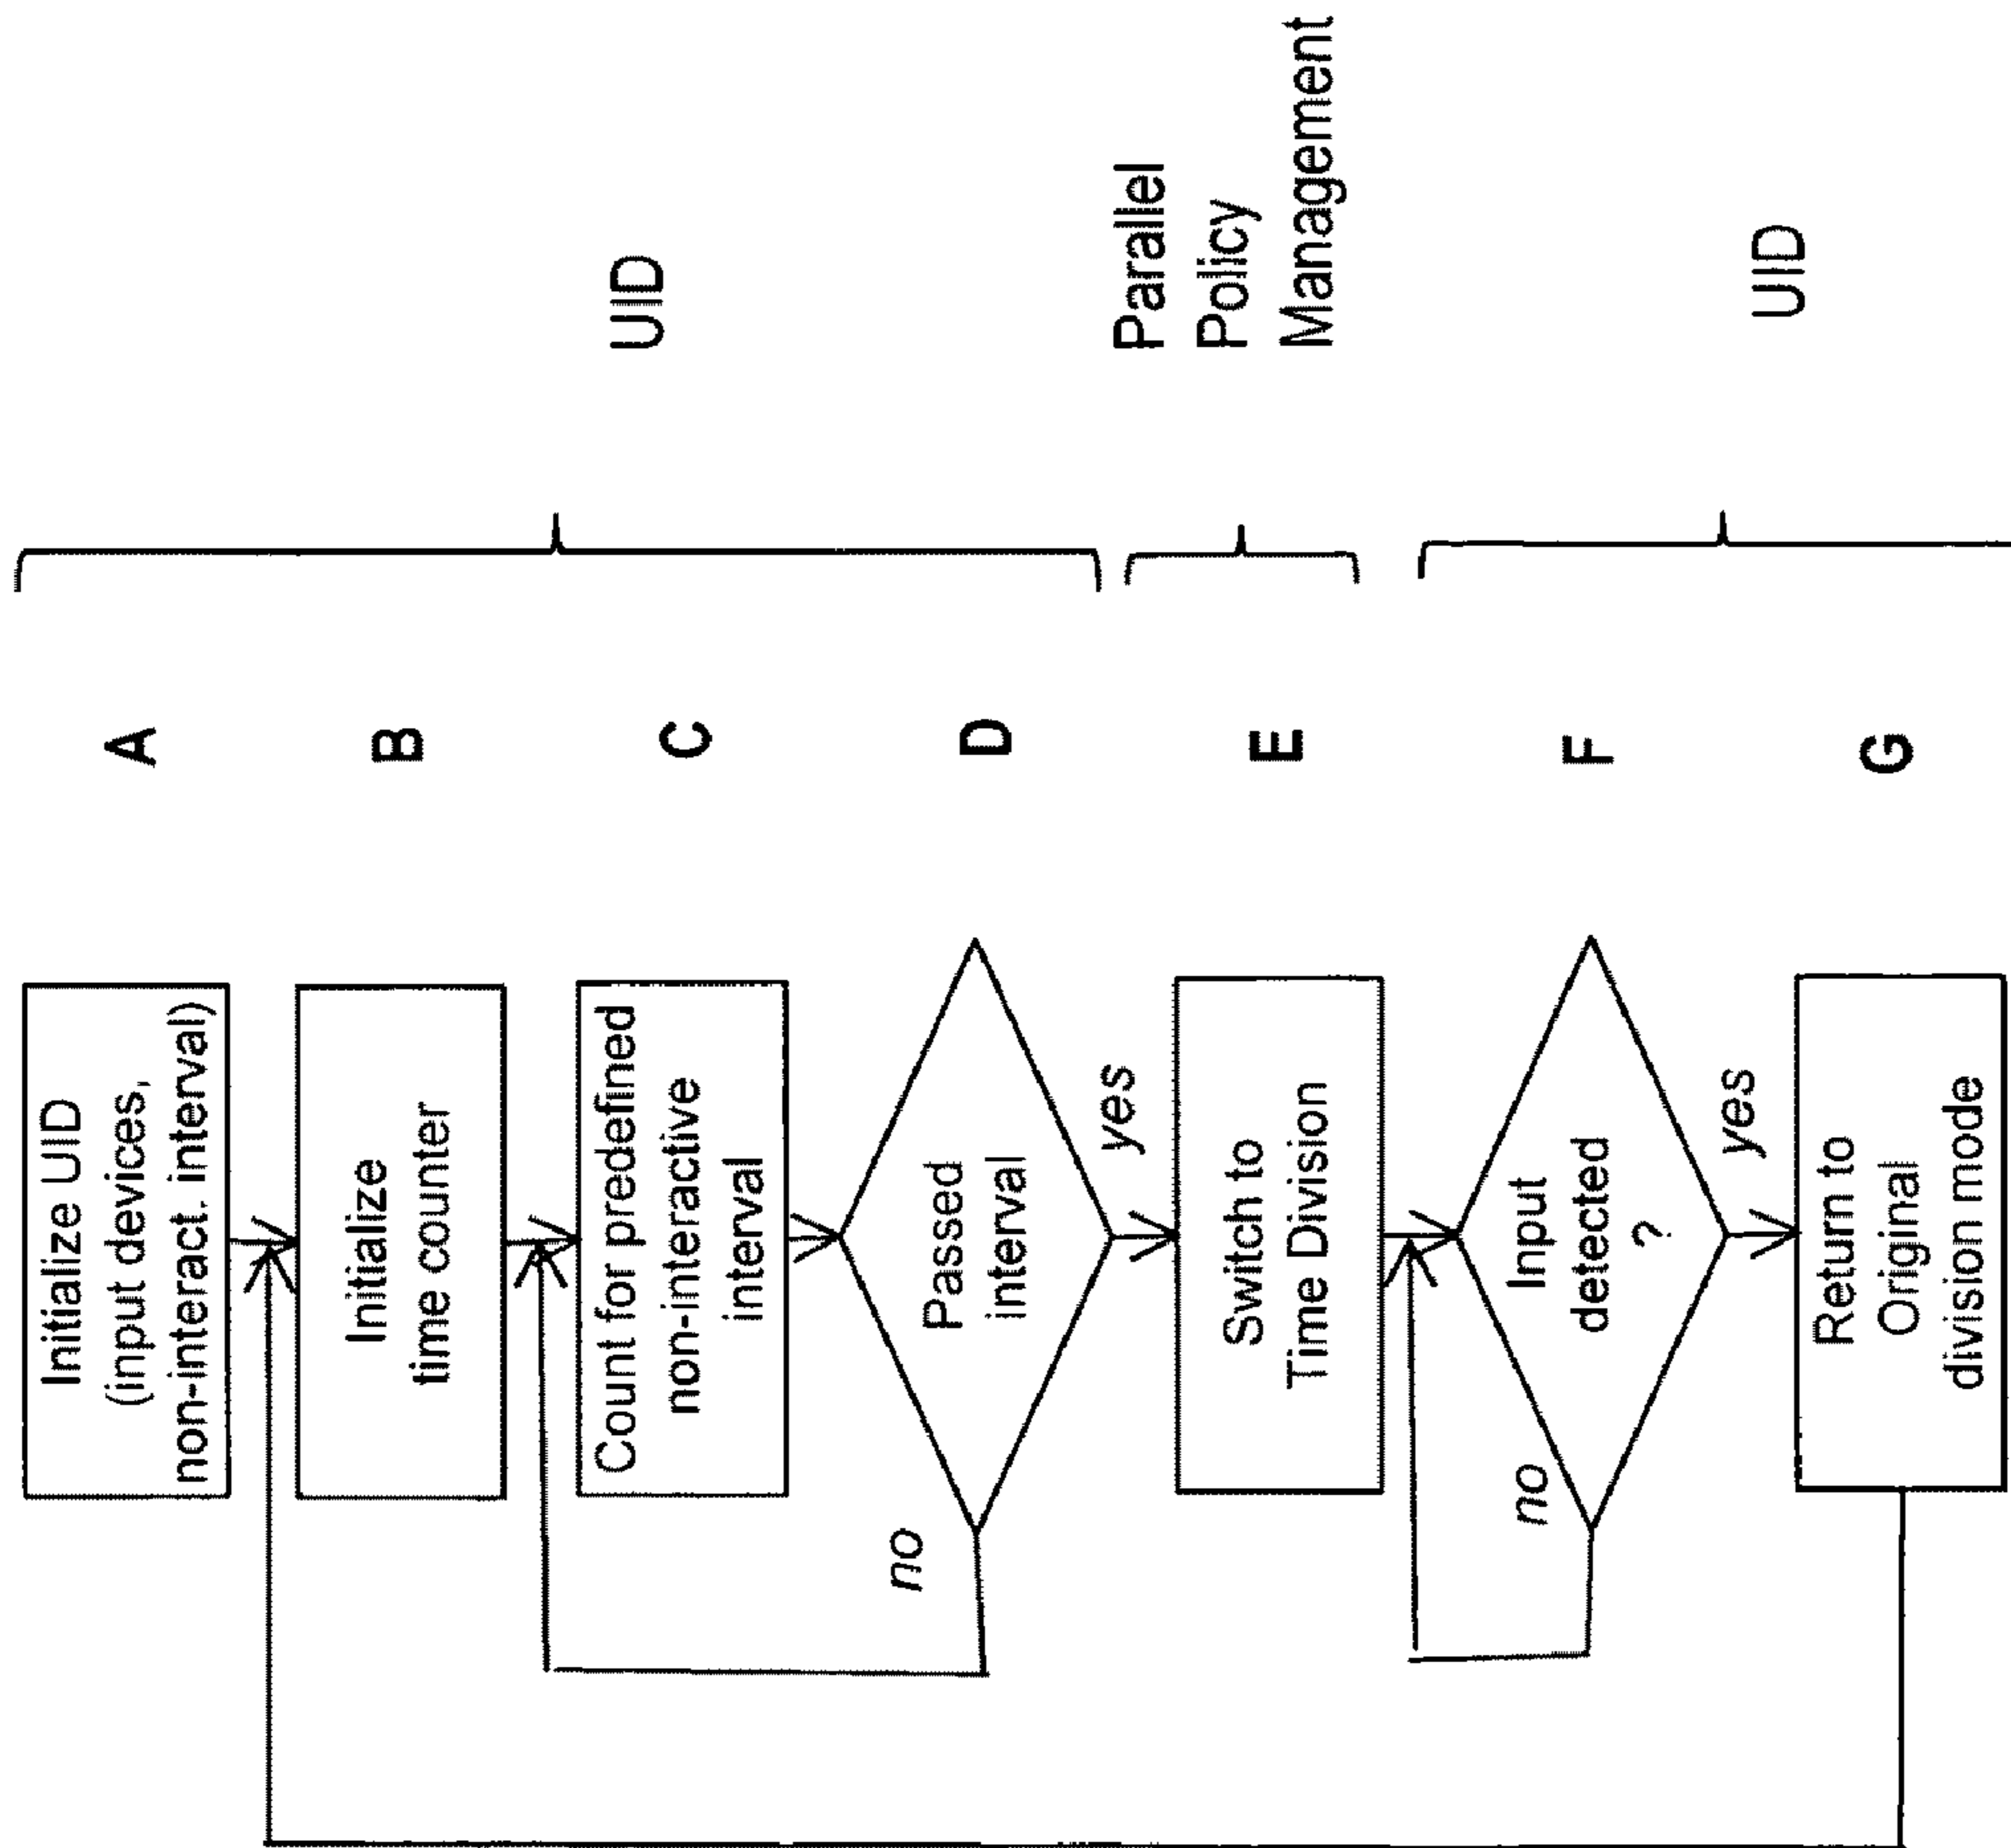 Initialize UID
(input devices,
non-interact. interval)
A
Initialize
time counter
B
UID
Count for predefined
non-interactive
interval
C
Passed
interval
D
no
yes
Switch to
Time Division
E
Parallel
Policy
Management
Input
detected
?
F
no
yes
UID
Return to
Original
division mode
G